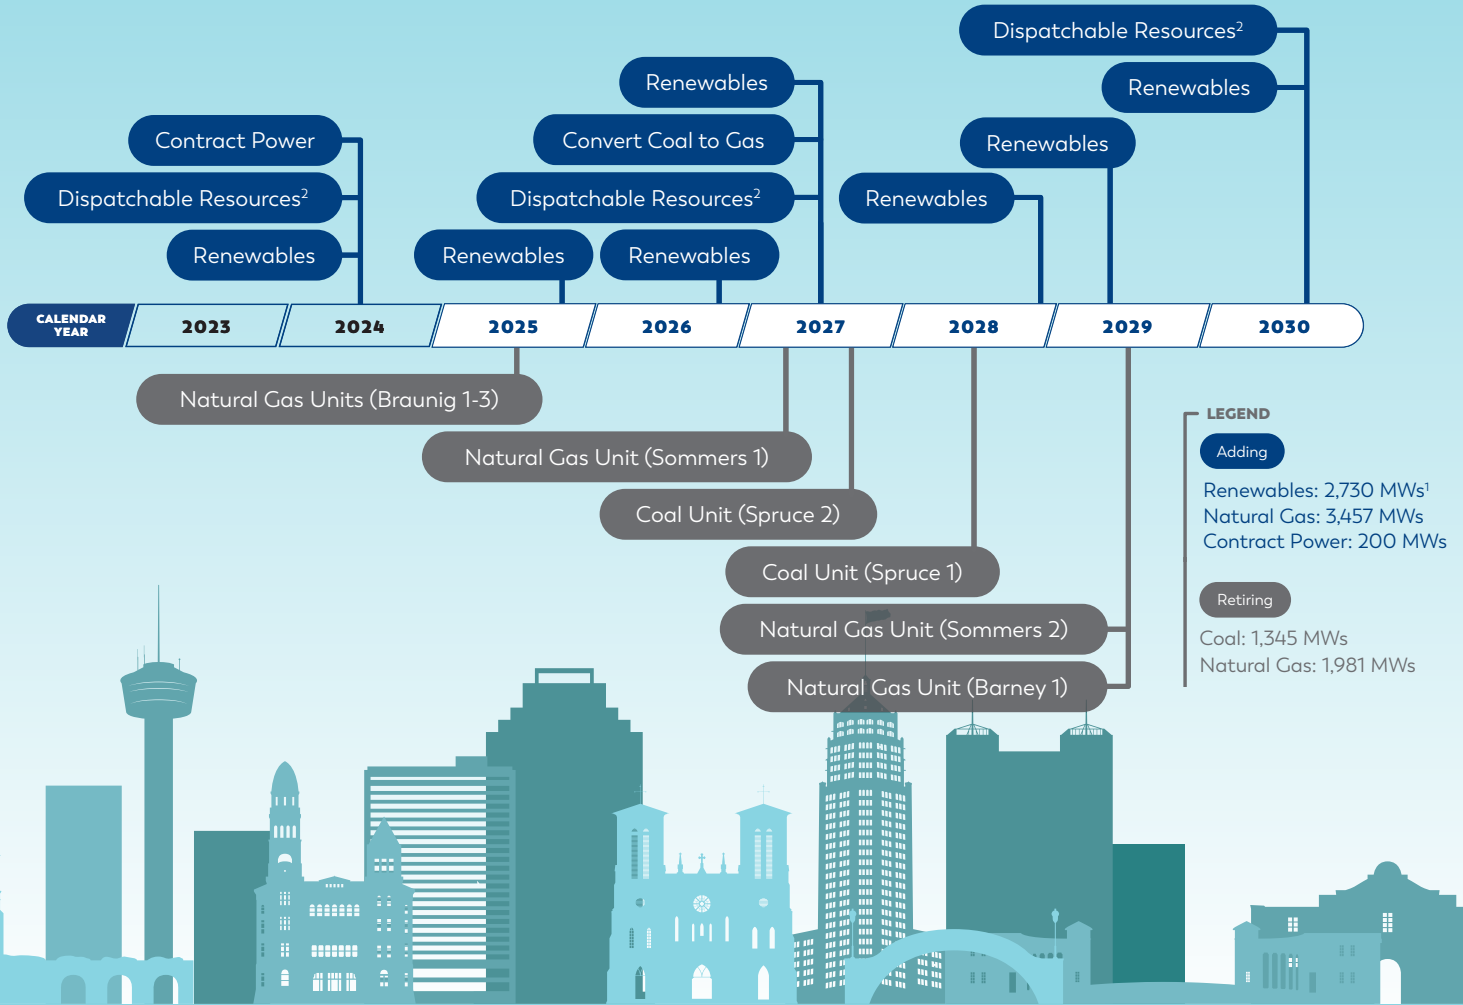 Dispatchable Resources²
Renewables
Renewables
Contract Power
Convert Coal to Gas
Renewables
Dispatchable Resources²
Dispatchable Resources²
Renewables
Renewables
Renewables
Renewables
CALENDAR
YEAR
2023
2024
2025
2026
2027
2028
2029
2030
Natural Gas Units (Braunig 1-3)
Natural Gas Unit (Sommers 1)
Coal Unit (Spruce 2)
Coal Unit (Spruce 1)
Natural Gas Unit (Sommers 2)
Natural Gas Unit (Barney 1)
LEGEND
Adding
Renewables: 2,730 MWs¹
Natural Gas: 3,457 MWs
Contract Power: 200 MWs
Retiring
Coal: 1,345 MWs
Natural Gas: 1,981 MWs